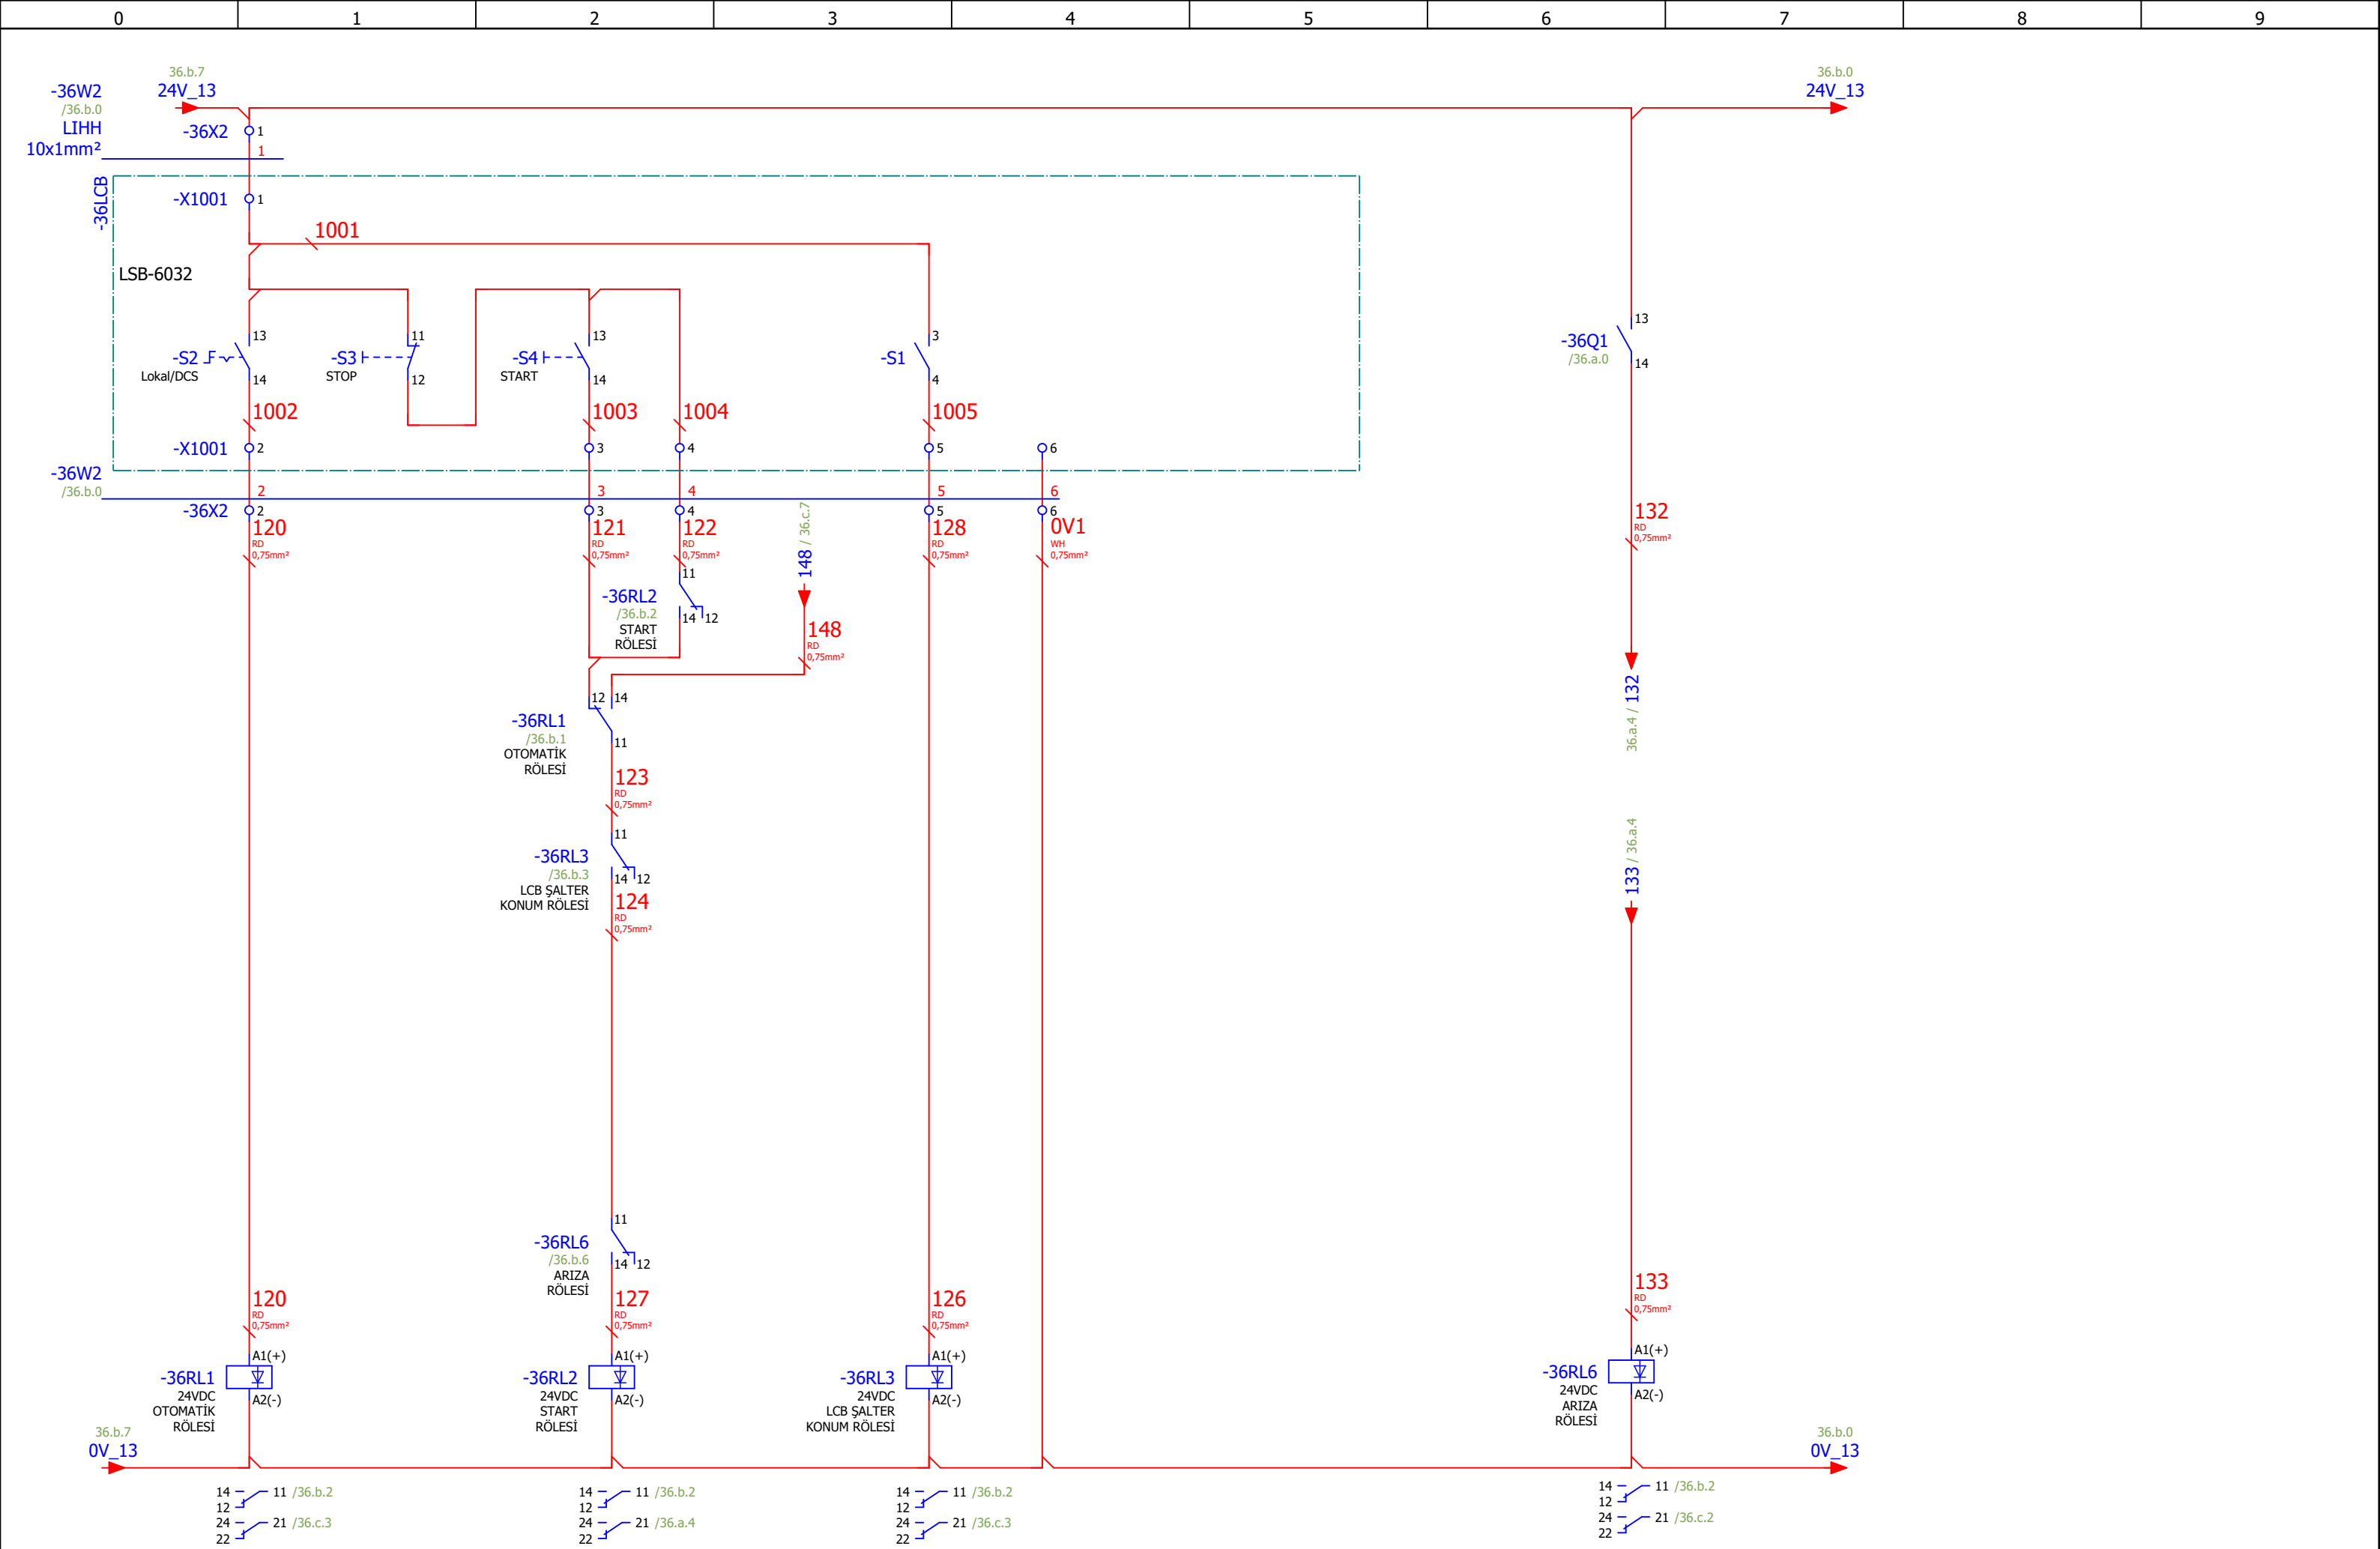 0 1 2 3 4 5 6 7 8 9
36.b.7
24V_13
36.b.0
24V_13
-36W2
/36.b.0
LIHH
10x1mm²
-36X2 1
1
-36LCB
-X1001 1
1001
LSB-6032
-S2 13
Lokal/DCS 14
-S3 11
STOP 12
-S4 13
START 14
-S1 3
4
-36Q1 13
/36.a.0 14
1002
1003
1004
1005
-X1001 2 3 4 5 6
-36W2
/36.b.0
2 3 4 5 6
-36X2 2 3 4 5 6
120
RD
0,75mm²
121
RD
0,75mm²
122
RD
0,75mm²
148 / 36.c.7
128
RD
0,75mm²
0V1
WH
0,75mm²
132
RD
0,75mm²
11
-36RL2
/36.b.2
14 12
START
RÖLESİ
148
RD
0,75mm²
36.a.4 / 132
12 14
-36RL1
/36.b.1
11
OTOMATİK
RÖLESİ
123
RD
0,75mm²
11
-36RL3
/36.b.3
14 12
LCB ŞALTER
KONUM RÖLESİ
124
RD
0,75mm²
133 / 36.a.4
11
-36RL6
/36.b.6
14 12
ARIZA
RÖLESİ
120
RD
0,75mm²
127
RD
0,75mm²
126
RD
0,75mm²
133
RD
0,75mm²
A1(+)
-36RL1
24VDC
A2(-)
OTOMATİK
RÖLESİ
A1(+)
-36RL2
24VDC
A2(-)
START
RÖLESİ
A1(+)
-36RL3
24VDC
A2(-)
LCB ŞALTER
KONUM RÖLESİ
A1(+)
-36RL6
24VDC
A2(-)
ARIZA
RÖLESİ
36.b.7
0V_13
36.b.0
0V_13
14 11 /36.b.2
12
24 21 /36.c.3
22
14 11 /36.b.2
12
24 21 /36.a.4
22
14 11 /36.b.2
12
24 21 /36.c.3
22
14 11 /36.b.2
12
24 21 /36.c.2
22